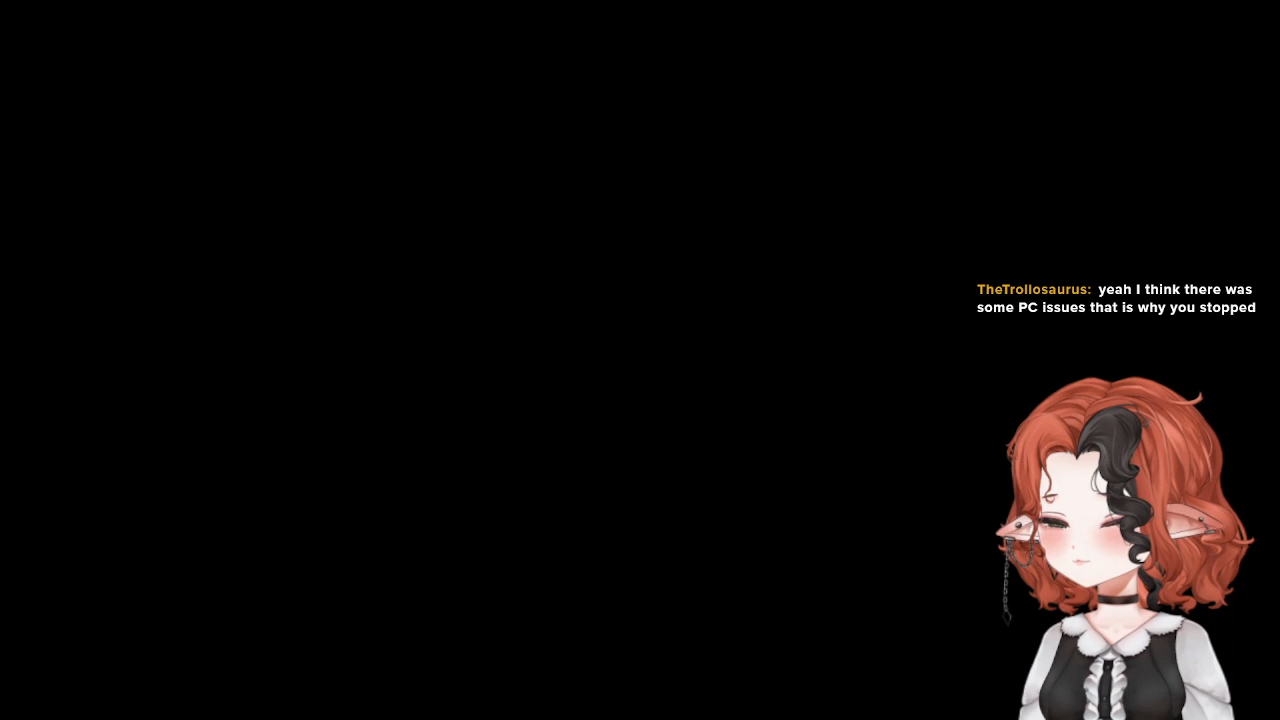 TheTrollosaurus: yeah I think there was
some PC issues that is why you stopped